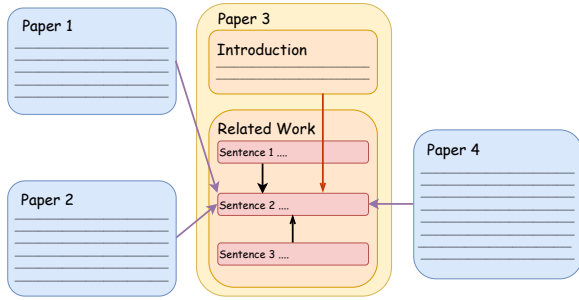 Paper 1
Paper 3
Introduction
Related Work
Sentence 1 ....
Sentence 2 ....
Sentence 3 ....
Paper 2
Paper 4